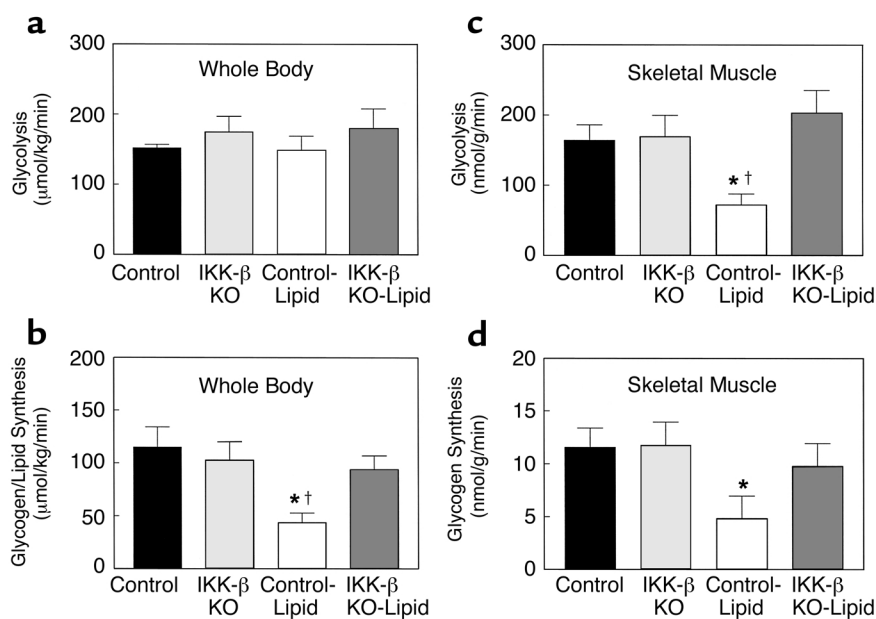 a
300
200
100
0
Glycolysis
(μmol/kg/min)
Whole Body
Control
IKK-β
KO
Control-
Lipid
IKK-β
KO-Lipid
c
300
200
100
0
Glycolysis
(nmol/g/min)
Skeletal Muscle
* †
Control
IKK-β
KO
Control-
Lipid
IKK-β
KO-Lipid
b
200
150
100
50
0
Glycogen/Lipid Synthesis
(μmol/kg/min)
Whole Body
* †
Control
IKK-β
KO
Control-
Lipid
IKK-β
KO-Lipid
d
20
15
10
5
0
Glycogen Synthesis
(nmol/g/min)
Skeletal Muscle
*
Control
IKK-β
KO
Control-
Lipid
IKK-β
KO-Lipid